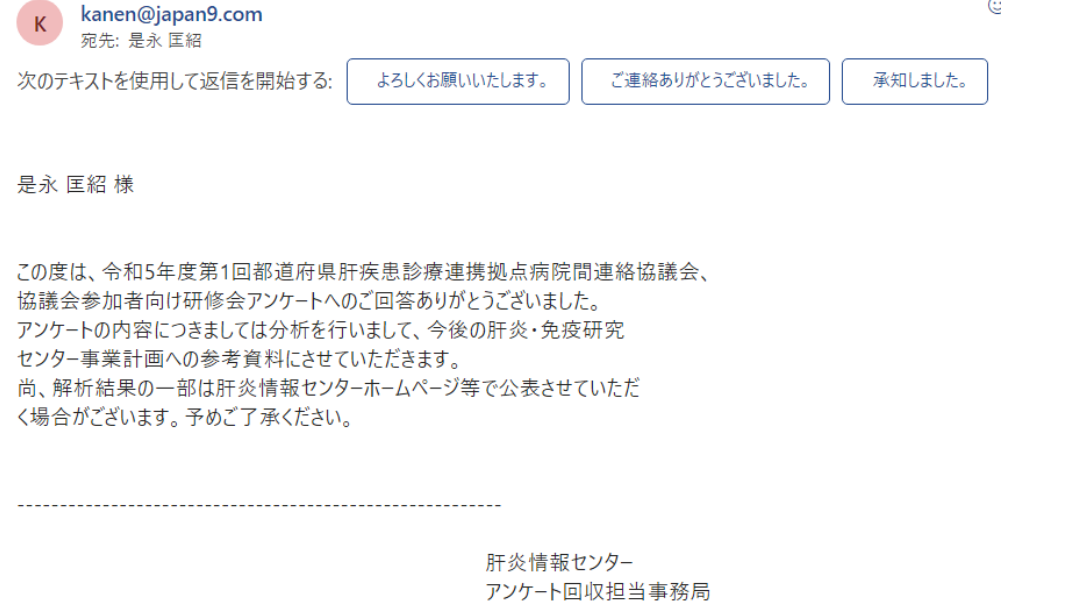 K
kanen@japan9.com
宛先: 是永 匡紹
次のテキストを使用して返信を開始する: よろしくお願いいたします。 ご連絡ありがとうございました。 承知しました。
是永 匡紹 様
この度は、令和5年度第1回都道府県肝疾患診療連携拠点病院間連絡協議会、
協議会参加者向け研修会アンケートへのご回答ありがとうございました。
アンケートの内容につきましては分析を行いまして、今後の肝炎・免疫研究
センター事業計画への参考資料にさせていただきます。
尚、解析結果の一部は肝炎情報センターホームページ等で公表させていただ
く場合がございます。予めご了承ください。
---------------------------------------------------------
肝炎情報センター
アンケート回収担当事務局